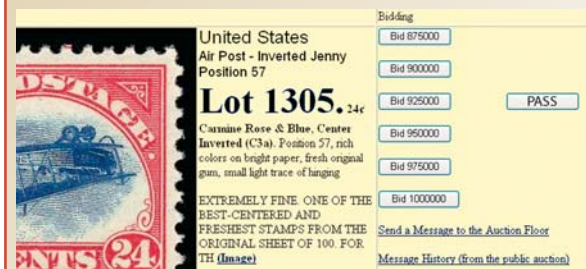 United States
Air Post - Inverted Jenny
Position 57
Lot 1305. 24c
Carmine Rose & Blue, Center
Inverted (C3a). Position 57, rich
colors on bright paper, fresh original
gum, small light trace of hinging
EXTREMELY FINE. ONE OF THE
BEST-CENTERED AND
FRESHEST STAMPS FROM THE
ORIGINAL SHEET OF 100. FOR
TH (Image)
Bidding
Bid 875000
Bid 900000
Bid 925000
PASS
Bid 950000
Bid 975000
Bid 1000000
Send a Message to the Auction Floor
Message History (from the public auction)
POSTAGE
CENTS 24